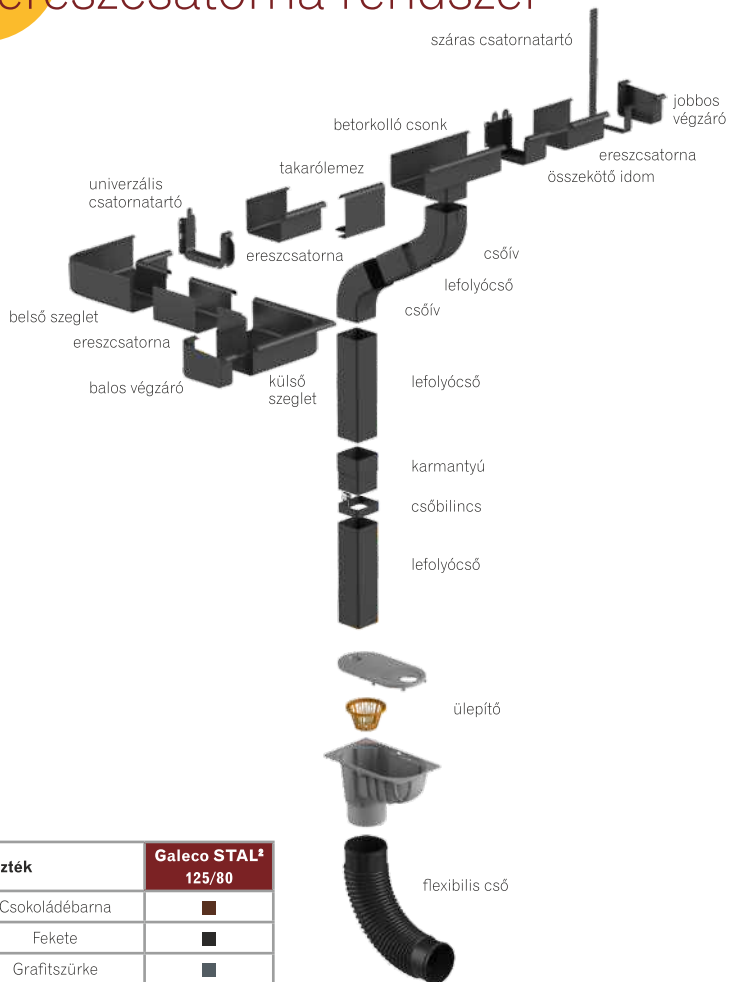 ereszcsatorna rendszer
száras csatornatartó
jobbos
végzáró
betorkolló csonk
ereszcsatorna
összekötő idom
takarólemez
univerzális
csatornatartó
ereszcsatorna
csőív
lefolyócső
csőív
belső szeglet
ereszcsatorna
balos végzáró
külső
szeglet
lefolyócső
karmantyú
csőbilincs
lefolyócső
ülepítő
flexibilis cső
zték
Galeco STAL²
125/80
Csokoládébarna
Fekete
Grafitszürke